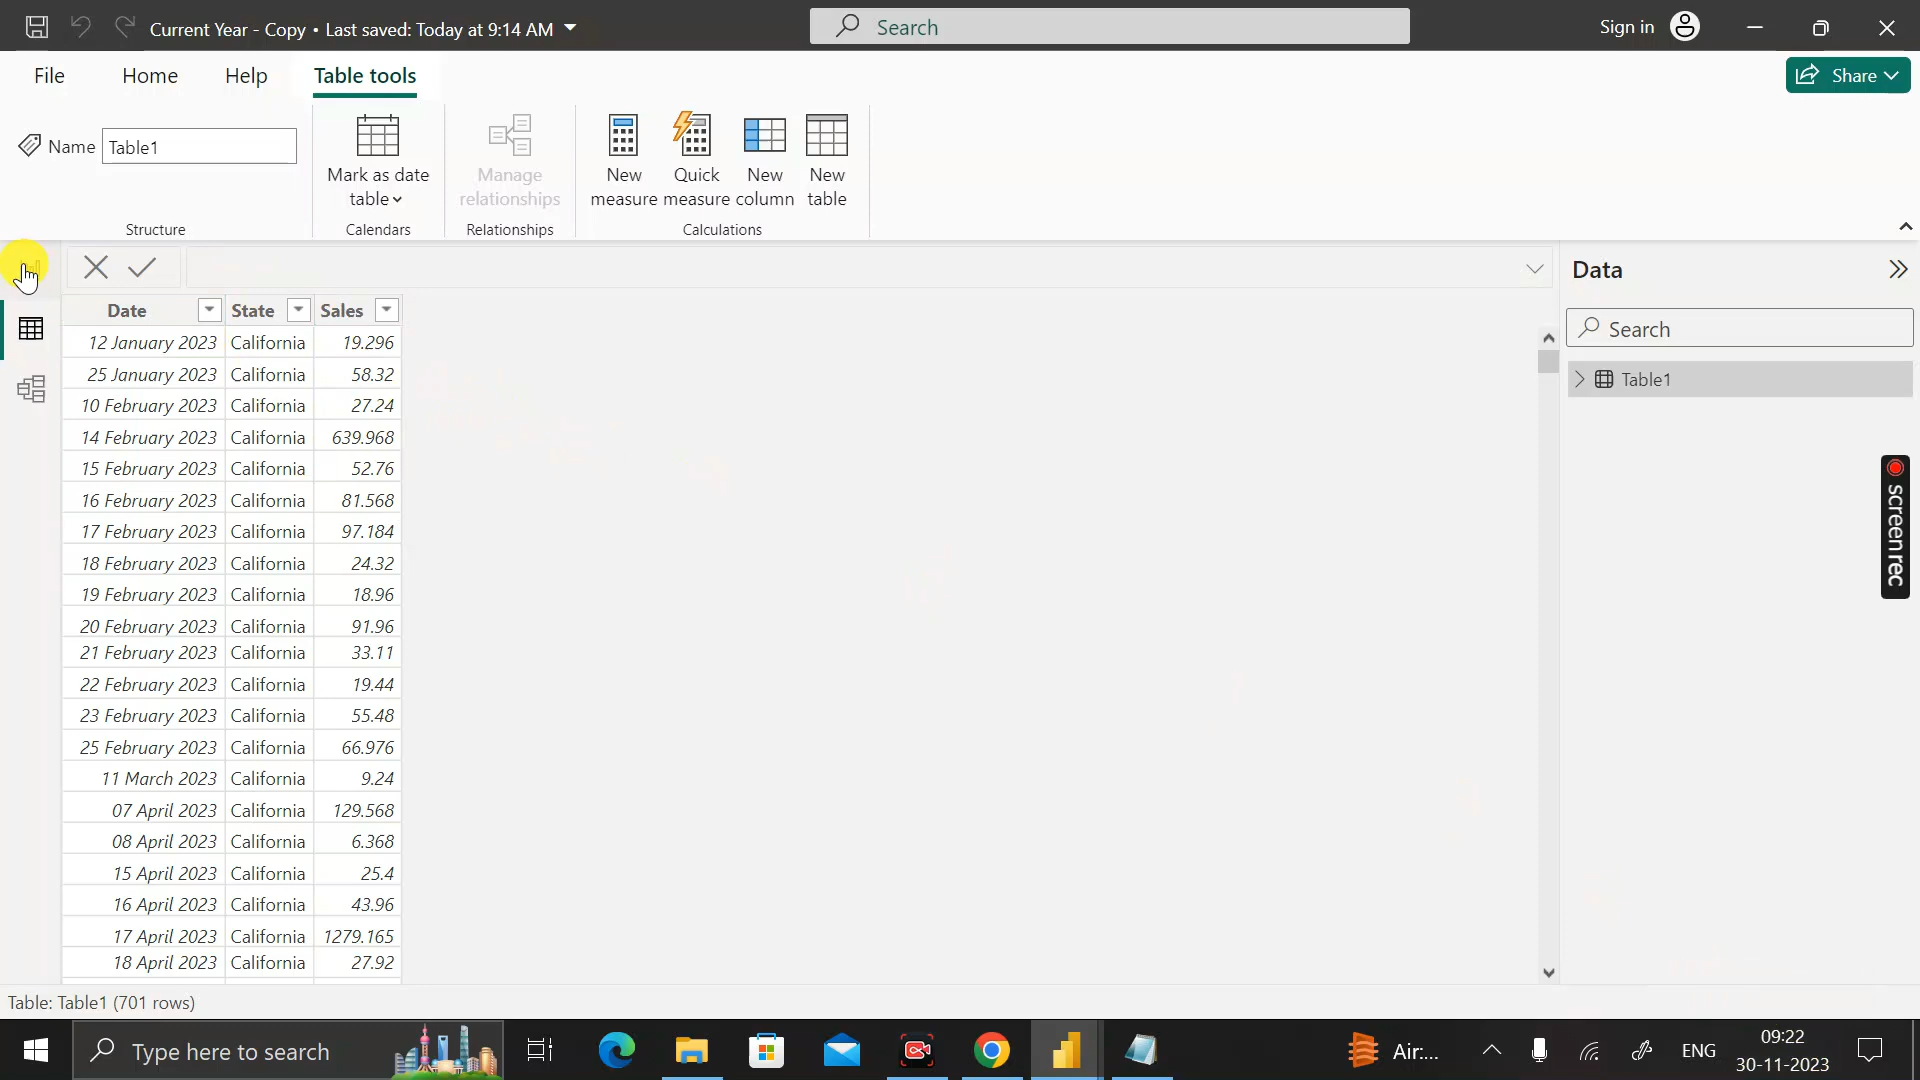 Current Year - Copy • Last saved: Today at 9:14 AM
Search
Sign in
File
Home
Help
Table tools
Share
Name
Table1
Mark as date
table
Manage
relationships
New
measure
Quick
measure
New
column
New
table
Structure
Calendars
Relationships
Calculations
Data
Search
Table1
Date State Sales
12 January 2023 California 19.296
25 January 2023 California 58.32
10 February 2023 California 27.24
14 February 2023 California 639.968
15 February 2023 California 52.76
16 February 2023 California 81.568
17 February 2023 California 97.184
18 February 2023 California 24.32
19 February 2023 California 18.96
20 February 2023 California 91.96
21 February 2023 California 33.11
22 February 2023 California 19.44
23 February 2023 California 55.48
25 February 2023 California 66.976
11 March 2023 California 9.24
07 April 2023 California 129.568
08 April 2023 California 6.368
15 April 2023 California 25.4
16 April 2023 California 43.96
17 April 2023 California 1279.165
18 April 2023 California 27.92
screenrec
Table: Table1 (701 rows)
Type here to search
Air:...
ENG
09:22
30-11-2023